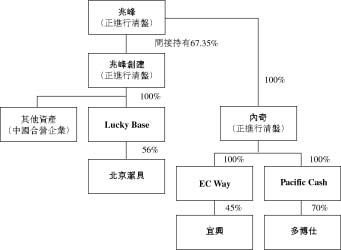 兆峰
(正進行清盤)
間接持有67.35%
兆峰創建
(正進行清盤)
100%
100%
其他資產
(中國合營企業)
Lucky Base
內奇
(正進行清盤)
56%
100%
100%
北京潔具
EC Way
Pacific Cash
45%
70%
宜興
多博仕